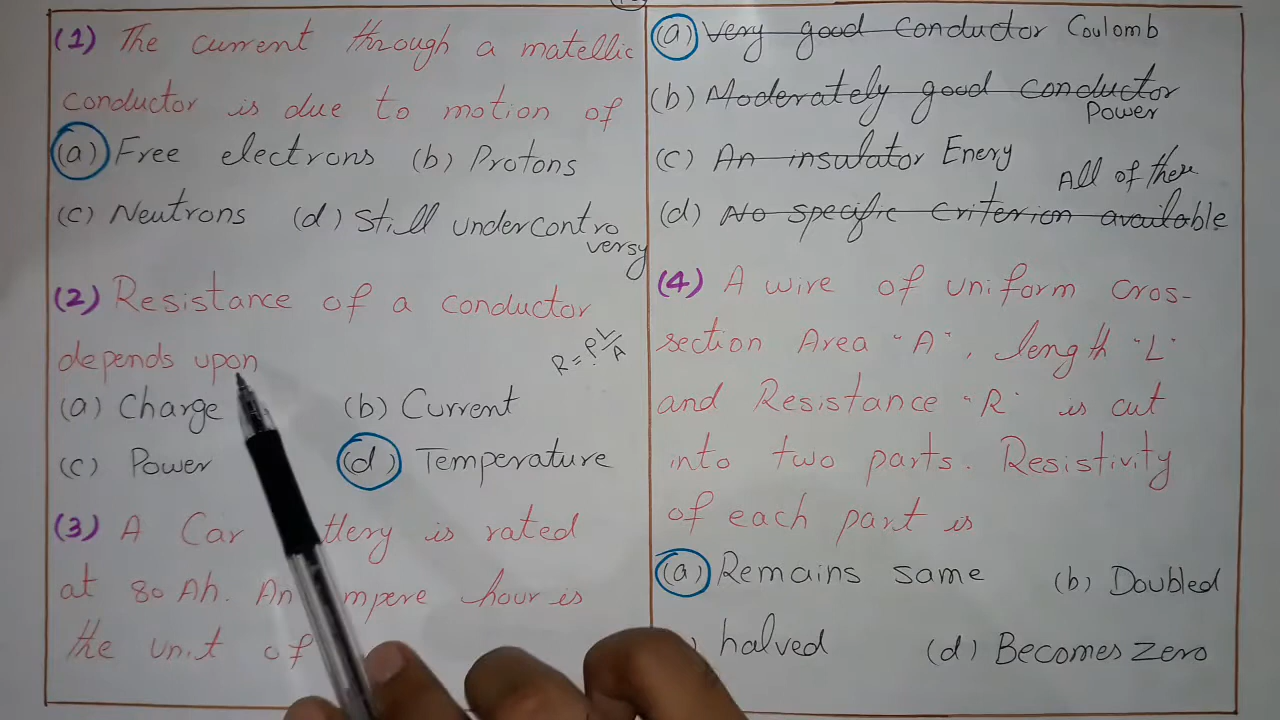 (1) The current through a matellic
conductor is due to motion of
(a) Free electrons (b) Protons
(c) Neutrons (d) Still undercontro
versy
(2) Resistance of a conductor
depends upon
R = ρ L/A
(a) Charge (b) Current
(c) Power (d) Temperature
(3) A Car ttery is rated
at 80 Ah. An mpere hour is
the unit of
(a) Very good conductor Coulomb
(b) Moderately good conductor
Power
(c) An insulator Enery
All of these
(d) No specific criterion available
(4) A wire of uniform cros-
section Area "A", length "L"
and Resistance "R" is cut
into two parts. Resistivity
of each part is
(a) Remains same (b) Doubled
) halved (d) Becomes zero